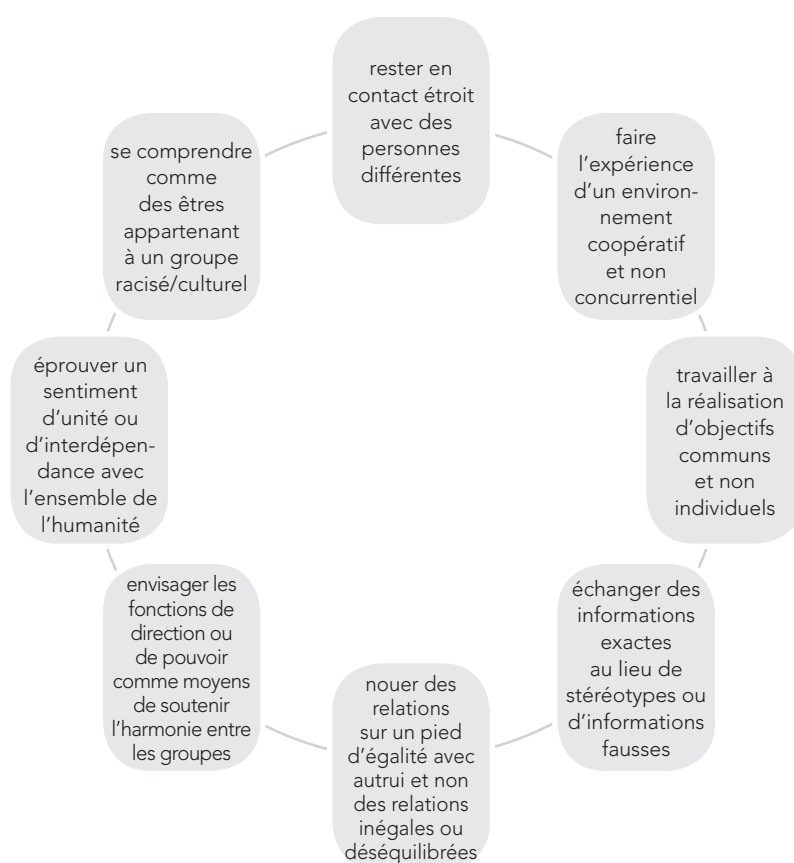 rester en
contact étroit
avec des
personnes
différentes
faire
l’expérience
d’un environ-
nement
coopératif
et non
concurrentiel
travailler à
la réalisation
d’objectifs
communs
et non
individuels
échanger des
informations
exactes
au lieu de
stéréotypes ou
d’informations
fausses
nouer des
relations
sur un pied
d’égalité avec
autrui et non
des relations
inégales ou
déséquilibrées
envisager les
fonctions de
direction ou
de pouvoir
comme moyens
de soutenir
l’harmonie entre
les groupes
éprouver un
sentiment
d’unité ou
d’interdépen-
dance avec
l’ensemble de
l’humanité
se comprendre
comme
des êtres
appartenant
à un groupe
racisé/culturel